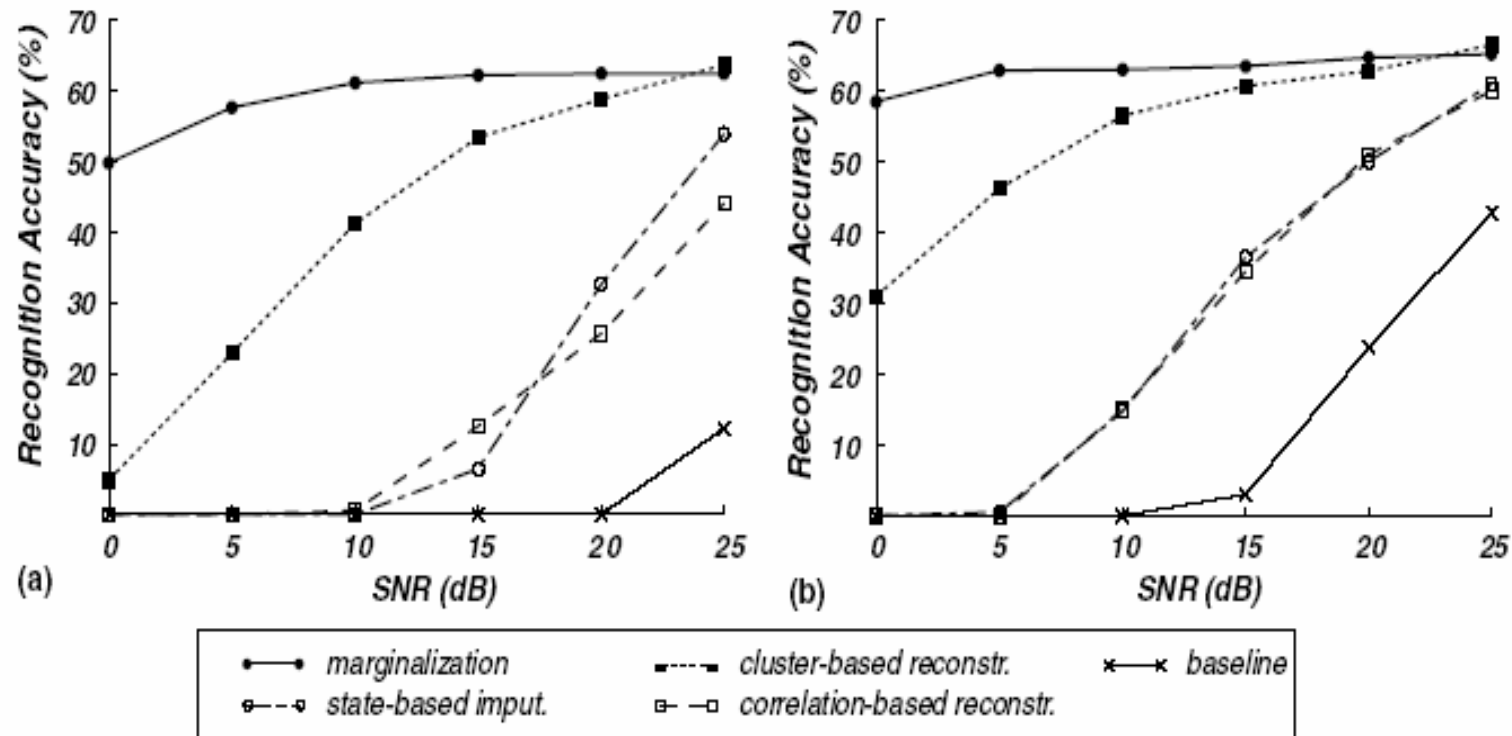 Recognition Accuracy (%)
70
60
50
40
30
20
10
0 5 10 15 20 25
SNR (dB)
(a)
Recognition Accuracy (%)
70
60
50
40
30
20
10
0 5 10 15 20 25
SNR (dB)
(b)
marginalization cluster-based reconstr. baseline
state-based imput. correlation-based reconstr.